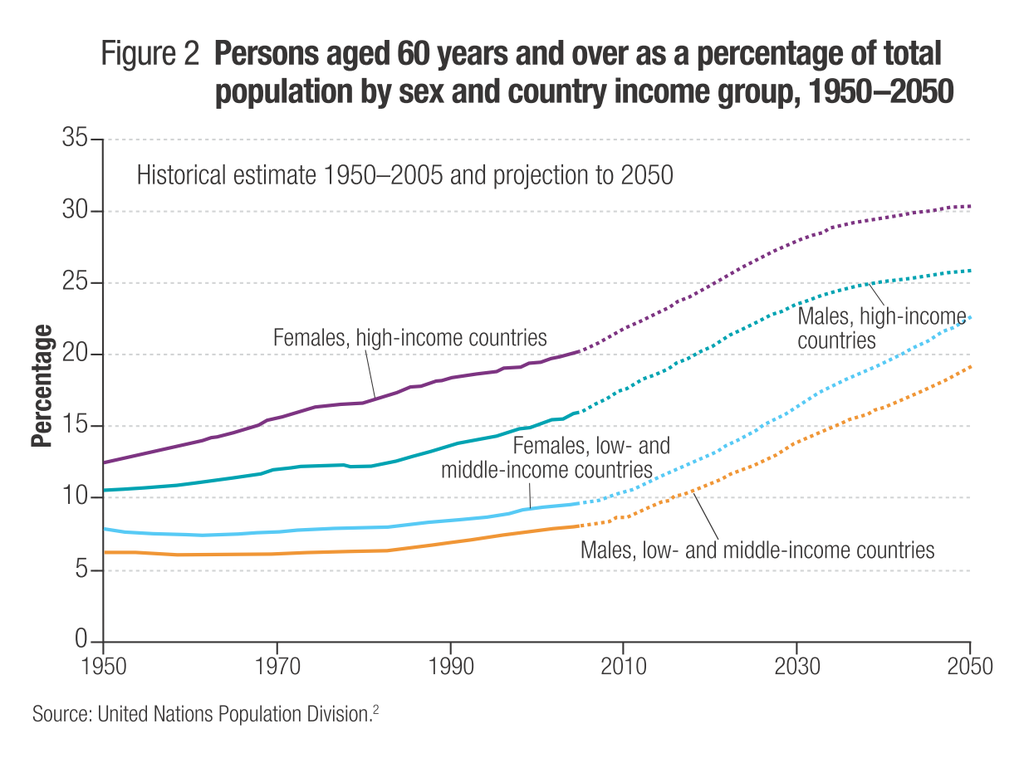 Figure 2 Persons aged 60 years and over as a percentage of total
population by sex and country income group, 1950–2050
35
Historical estimate 1950–2005 and projection to 2050
30
25
Females, high-income countries
Males, high-income
countries
20
Percentage
15
Females, low- and
middle-income countries
10
Males, low- and middle-income countries
5
0
1950 1970 1990 2010 2030 2050
Source: United Nations Population Division.2